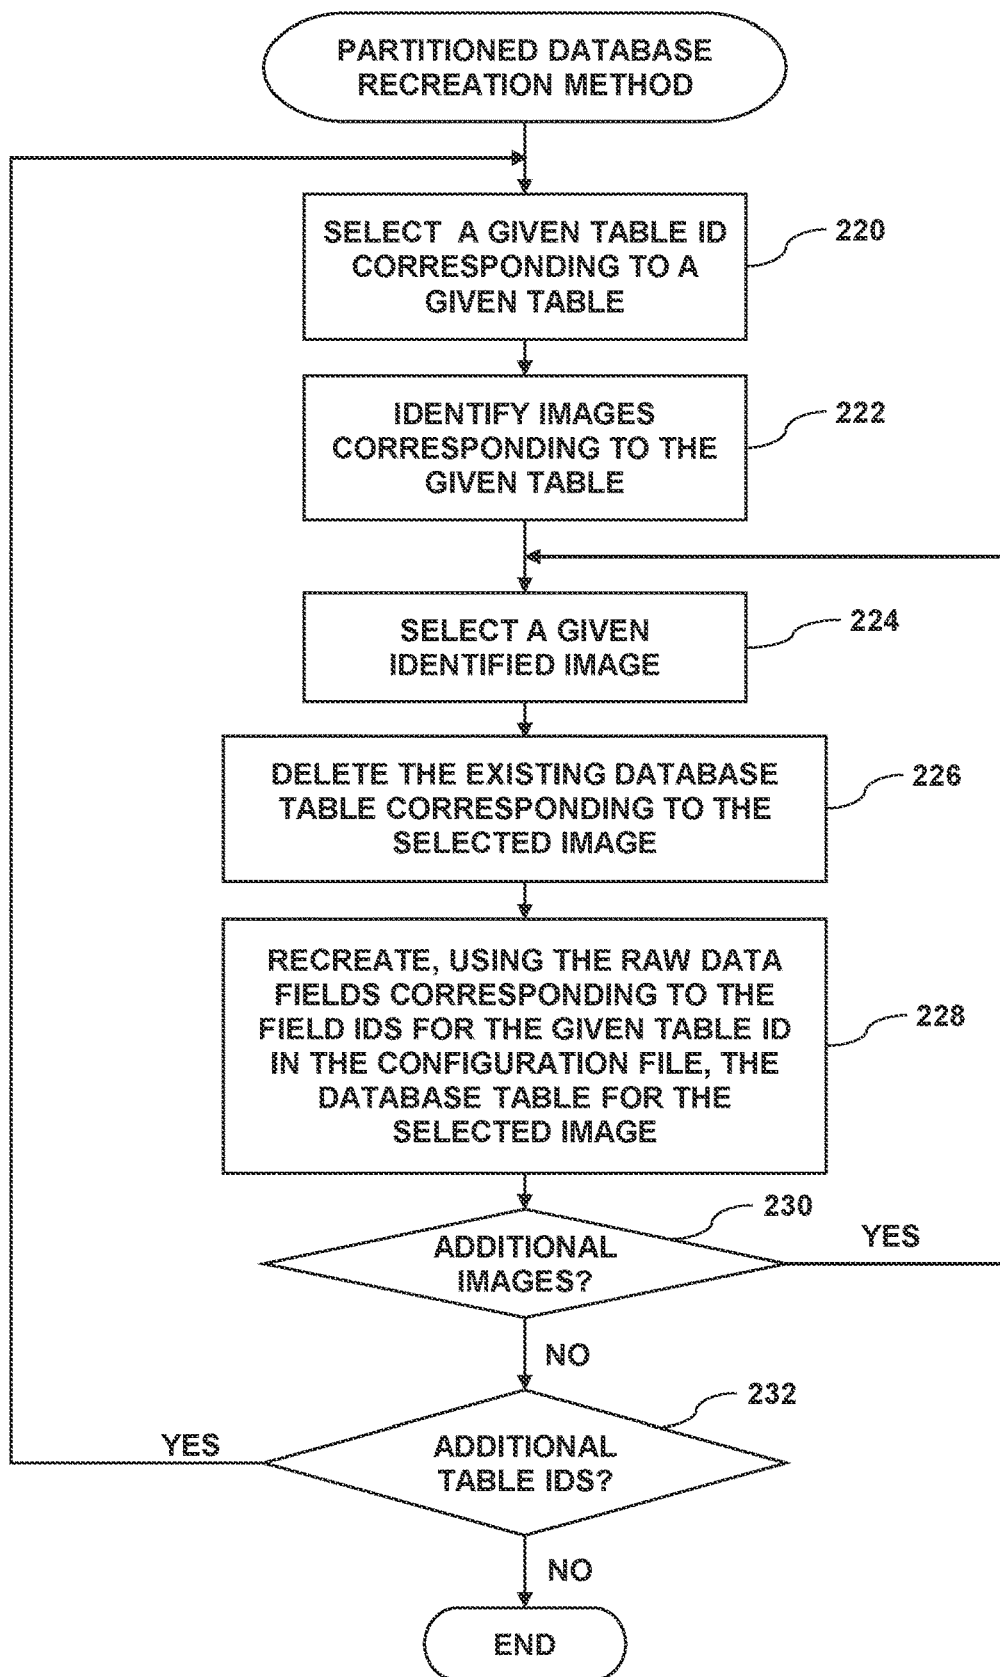 PARTITIONED DATABASE
RECREATION METHOD
SELECT A GIVEN TABLE ID
CORRESPONDING TO A
GIVEN TABLE
220
IDENTIFY IMAGES
CORRESPONDING TO THE
GIVEN TABLE
222
SELECT A GIVEN
IDENTIFIED IMAGE
224
DELETE THE EXISTING DATABASE
TABLE CORRESPONDING TO THE
SELECTED IMAGE
226
RECREATE, USING THE RAW DATA
FIELDS CORRESPONDING TO THE
FIELD IDS FOR THE GIVEN TABLE ID
IN THE CONFIGURATION FILE, THE
DATABASE TABLE FOR THE
SELECTED IMAGE
228
ADDITIONAL
IMAGES?
230
YES
NO
ADDITIONAL
TABLE IDS?
232
YES
NO
END